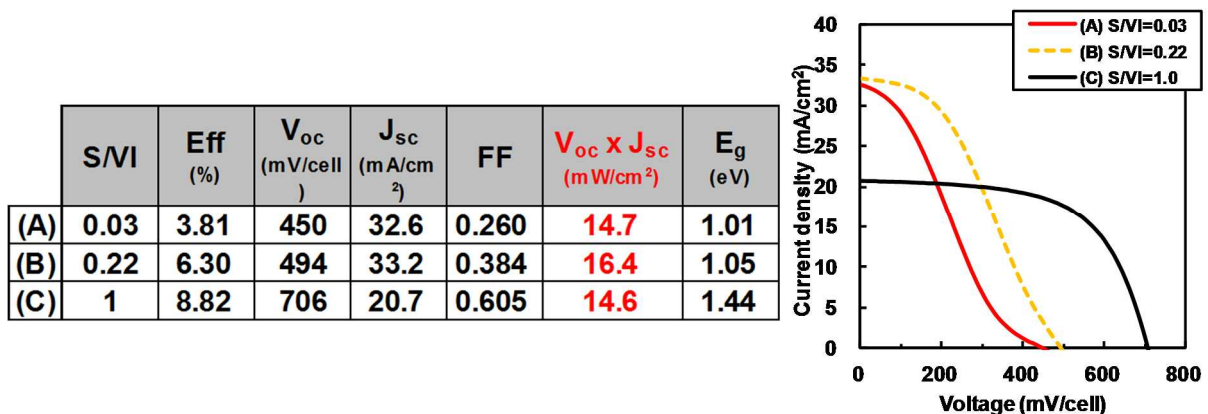 S/VI Eff (%) Voc (mV/cell) Jsc (mA/cm2) FF Voc x Jsc (mW/cm2) Eg (eV)
(A) 0.03 3.81 450 32.6 0.260 14.7 1.01
(B) 0.22 6.30 494 33.2 0.384 16.4 1.05
(C) 1 8.82 706 20.7 0.605 14.6 1.44
Current density (mA/cm2)
40
35
30
25
20
15
10
5
0
(A) S/VI=0.03
(B) S/VI=0.22
(C) S/VI=1.0
0 200 400 600 800
Voltage (mV/cell)